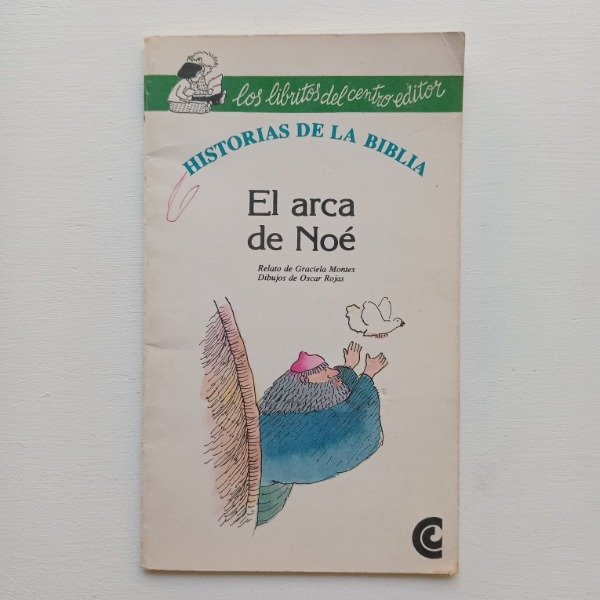 los libritos del centro editor
HISTORIAS DE LA BIBLIA
El arca
de Noé
Relato de Graciela Montes
Dibujos de Oscar Rojas